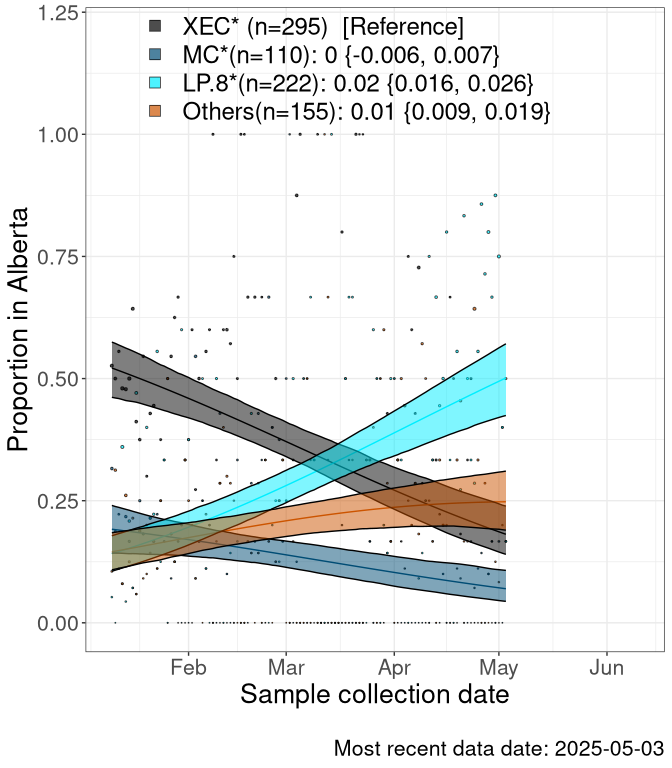 XEC* (n=295)  [Reference]
MC*(n=110): 0 {-0.006, 0.007}
LP.8*(n=222): 0.02 {0.016, 0.026}
Others(n=155): 0.01 {0.009, 0.019}
1.25
1.00
0.75
0.50
0.25
0.00
Proportion in Alberta
Feb Mar Apr May Jun
Sample collection date
Most recent data date: 2025-05-03